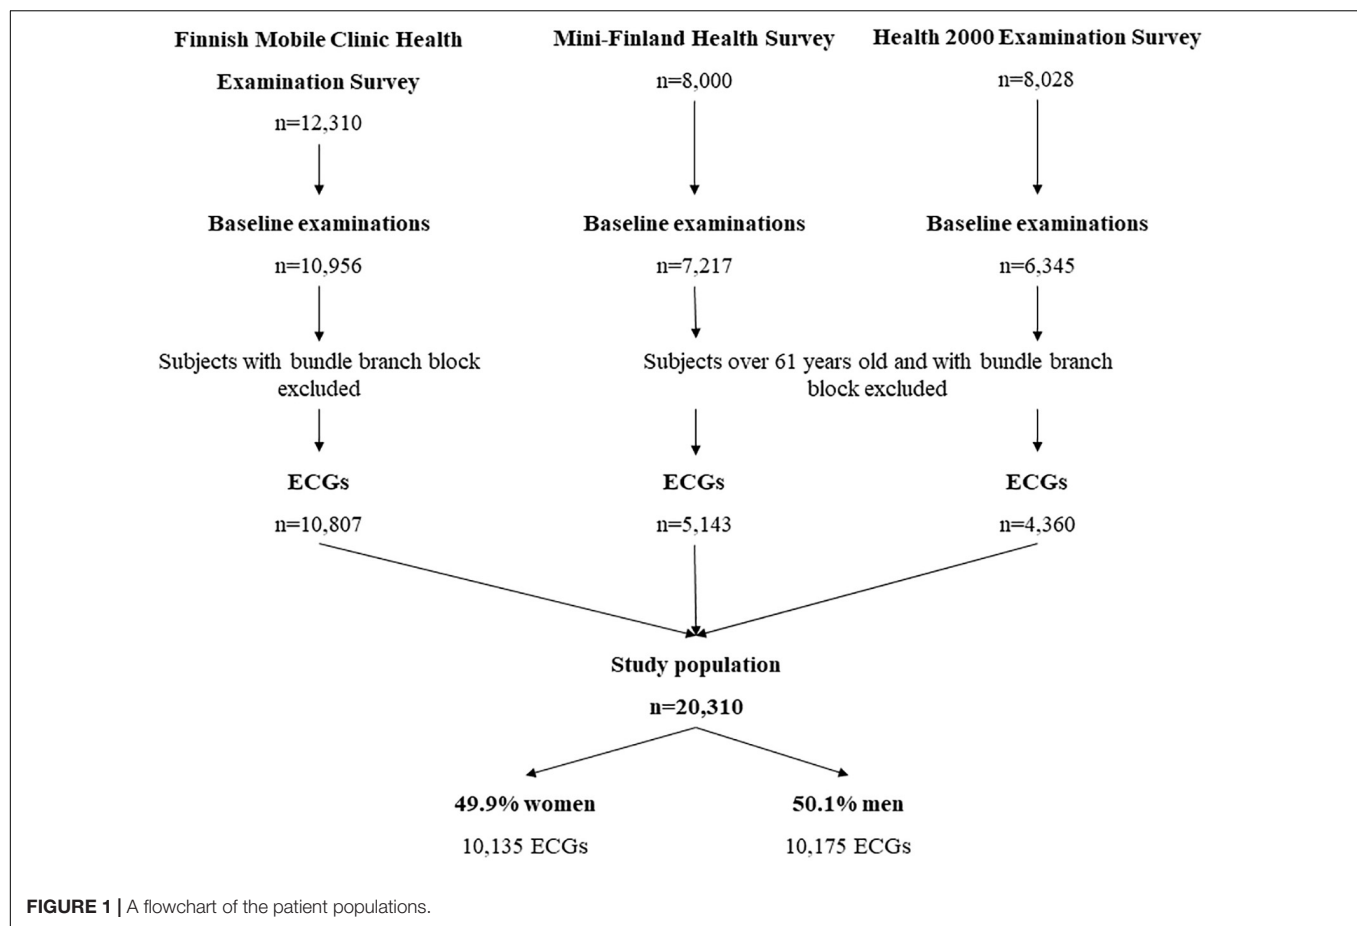 Finnish Mobile Clinic Health
Examination Survey
n=12,310
Mini-Finland Health Survey
n=8,000
Health 2000 Examination Survey
n=8,028
Baseline examinations
n=10,956
Baseline examinations
n=7,217
Baseline examinations
n=6,345
Subjects with bundle branch block
excluded
Subjects over 61 years old and with bundle branch
block excluded
ECGs
n=10,807
ECGs
n=5,143
ECGs
n=4,360
Study population
n=20,310
49.9% women
10,135 ECGs
50.1% men
10,175 ECGs
FIGURE 1 | A flowchart of the patient populations.